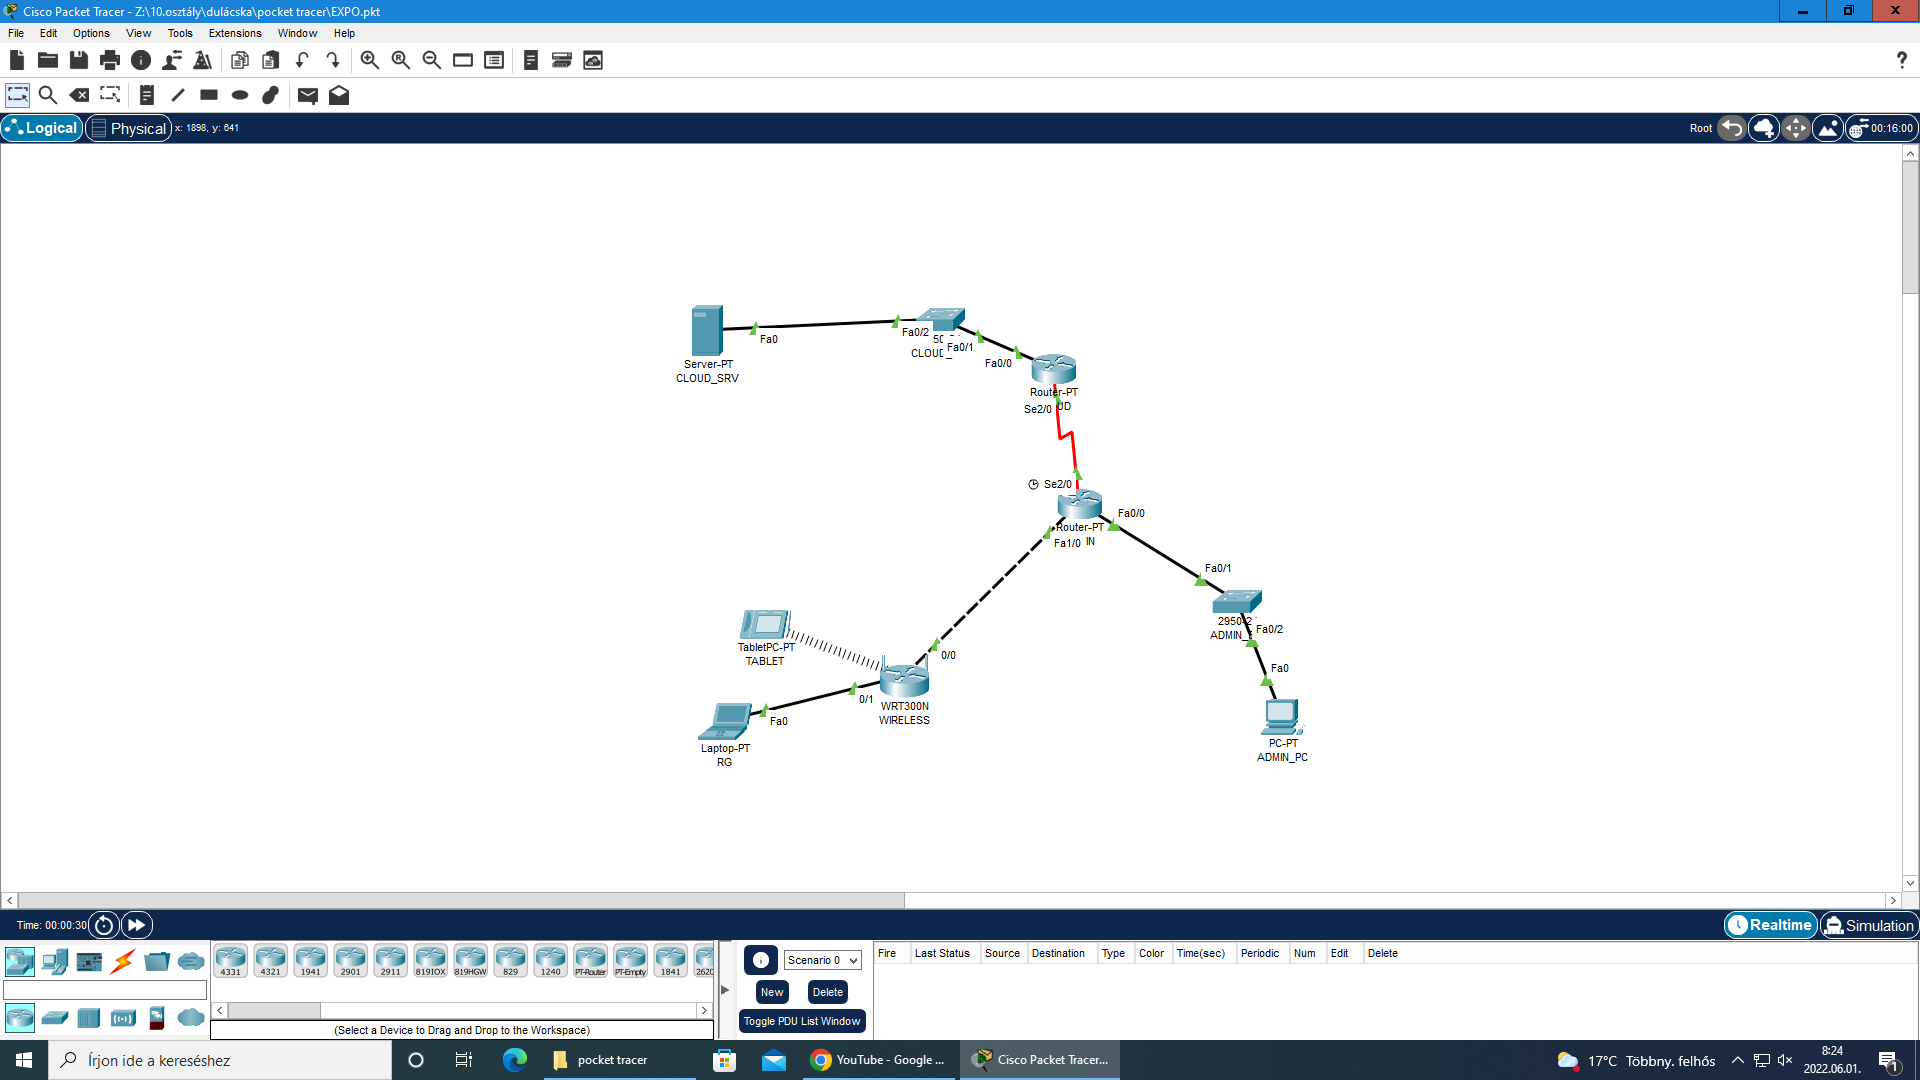 Cisco Packet Tracer - Z:\10.osztály\dulácska\pocket tracer\EXPO.pkt
File Edit Options View Tools Extensions Window Help
Logical Physical x: 1898, y: 641 Root 00:16:00
Fa0/2
Fa0
Fa0/1
CLOUD_
Fa0/0
Server-PT
CLOUD_SRV
Router-PT
Se2/0 UD
Se2/0
Fa0/0
Router-PT
Fa1/0 IN
Fa0/1
2950-2
Fa0/2
ADMIN_
TabletPC-PT
TABLET
0/0
Fa0
0/1
WRT300N
WIRELESS
Fa0
Laptop-PT
RG
PC-PT
ADMIN_PC
Time: 00:00:30 Realtime Simulation
4331 4321 1941 2901 2911 819IOX 819HGW 829 1240 PT-Router PT-Empty 1841 2620
(Select a Device to Drag and Drop to the Workspace)
Scenario 0
New Delete
Toggle PDU List Window
Fire Last Status Source Destination Type Color Time(sec) Periodic Num Edit Delete
Írjon ide a kereséshez
pocket tracer
YouTube - Google ...
Cisco Packet Tracer...
17°C Többny. felhős
8:24
2022.06.01.
1